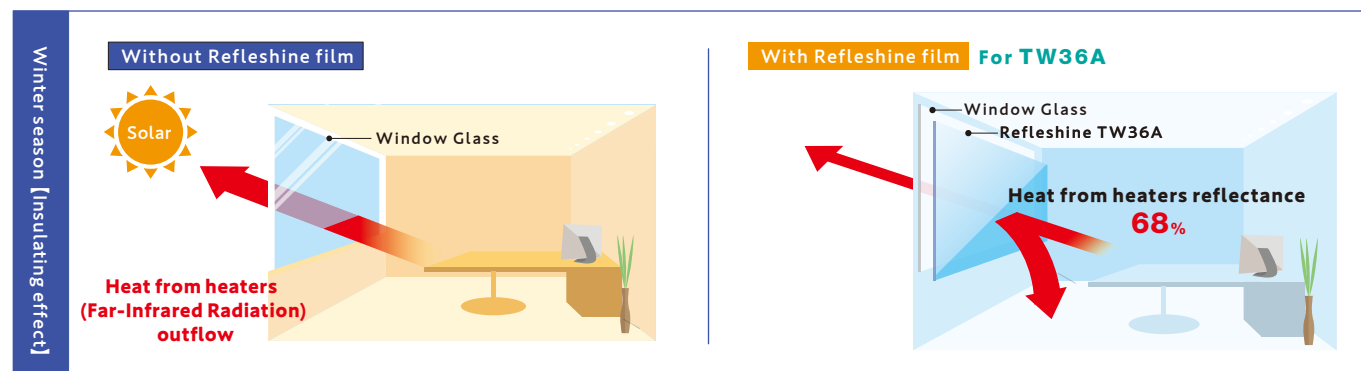 Winter season【Insulating effect】
Without Refleshine film
Solar
Window Glass
Heat from heaters
(Far-Infrared Radiation)
outflow
With Refleshine film For TW36A
Window Glass
Refleshine TW36A
Heat from heaters reflectance
68%